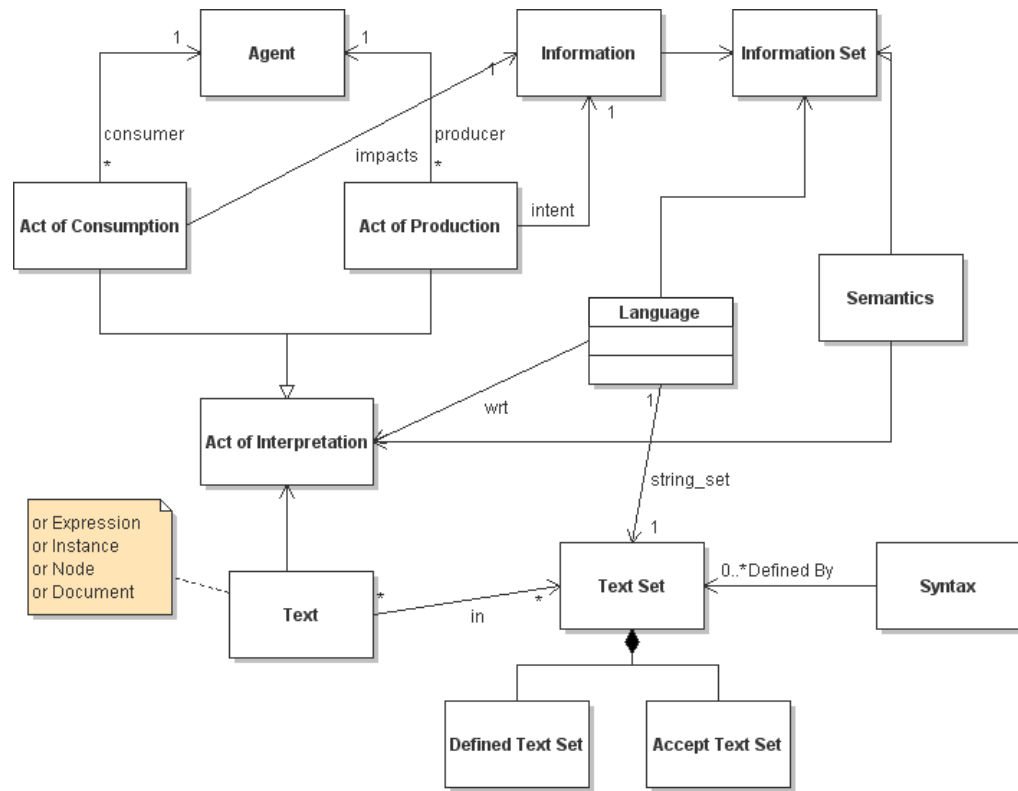 1
Agent
1
Information
Information Set
1
consumer
*
producer
*
impacts
1
Act of Consumption
Act of Production
intent
Language
Semantics
wrt
1
Act of Interpretation
string_set
or Expression
or Instance
or Node
or Document
1
Text
*
in
*
Text Set
0..*Defined By
Syntax
Defined Text Set
Accept Text Set